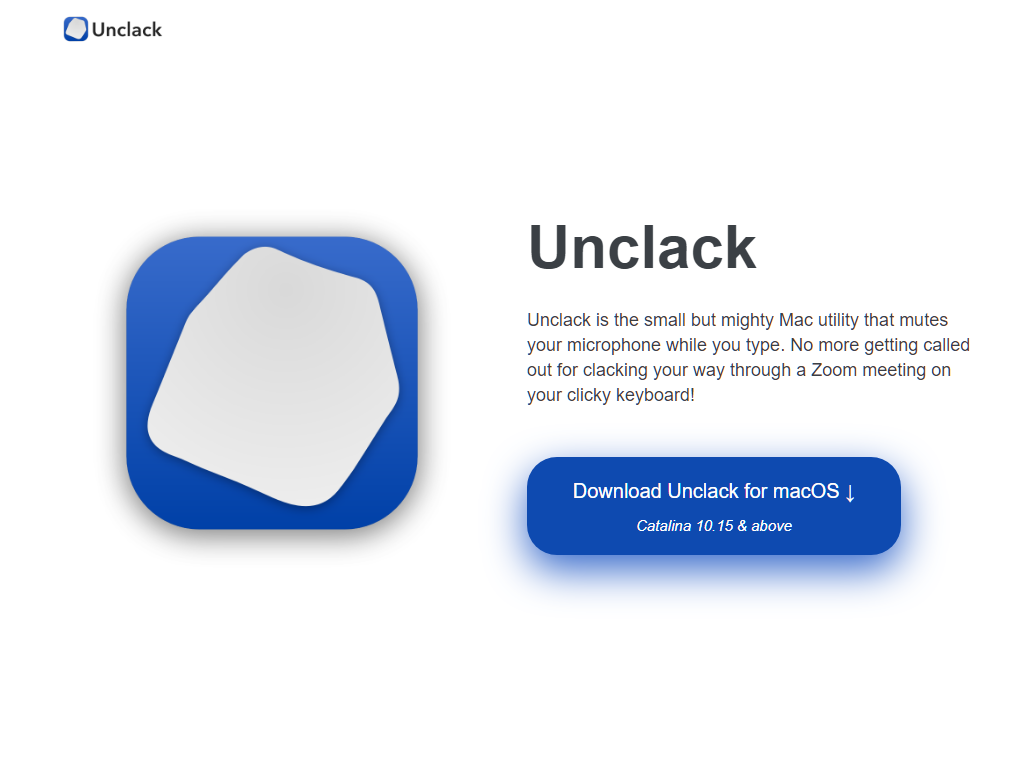 Unclack
Unclack
Unclack is the small but mighty Mac utility that mutes
your microphone while you type. No more getting called
out for clacking your way through a Zoom meeting on
your clicky keyboard!
Download Unclack for macOS ↓
Catalina 10.15 & above